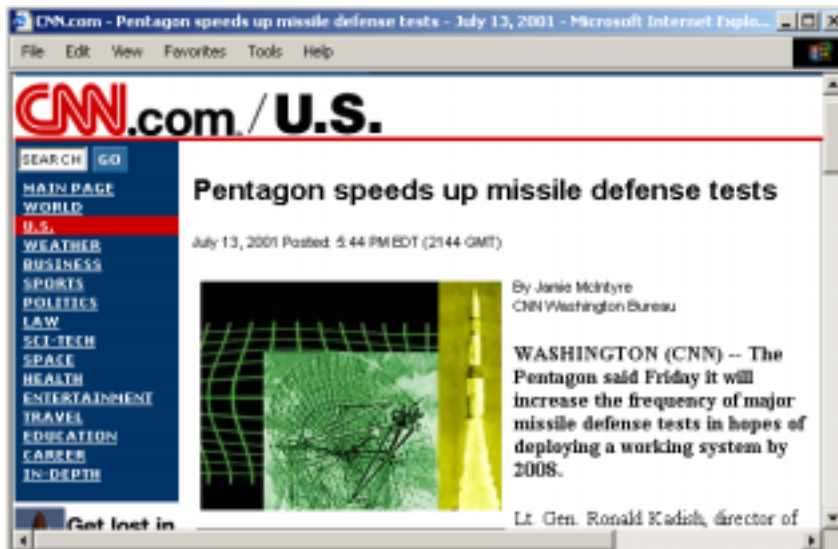 CNN.com - Pentagon speeds up missile defense tests - July 13, 2001 - Microsoft Internet Explo...
File Edit View Favorites Tools Help
CNN.com./U.S.
SEARCH GO
MAIN PAGE
WORLD
U.S.
WEATHER
BUSINESS
SPORTS
POLITICS
LAW
SCI-TECH
SPACE
HEALTH
ENTERTAINMENT
TRAVEL
EDUCATION
CAREER
IN-DEPTH
Get lost in
Pentagon speeds up missile defense tests
July 13, 2001 Posted: 5:44 PM EDT (2144 GMT)
By Jamie McIntyre
CNN Washington Bureau
WASHINGTON (CNN) -- The
Pentagon said Friday it will
increase the frequency of major
missile defense tests in hopes of
deploying a working system by
2008.
Lt. Gen. Ronald Kadish, director of